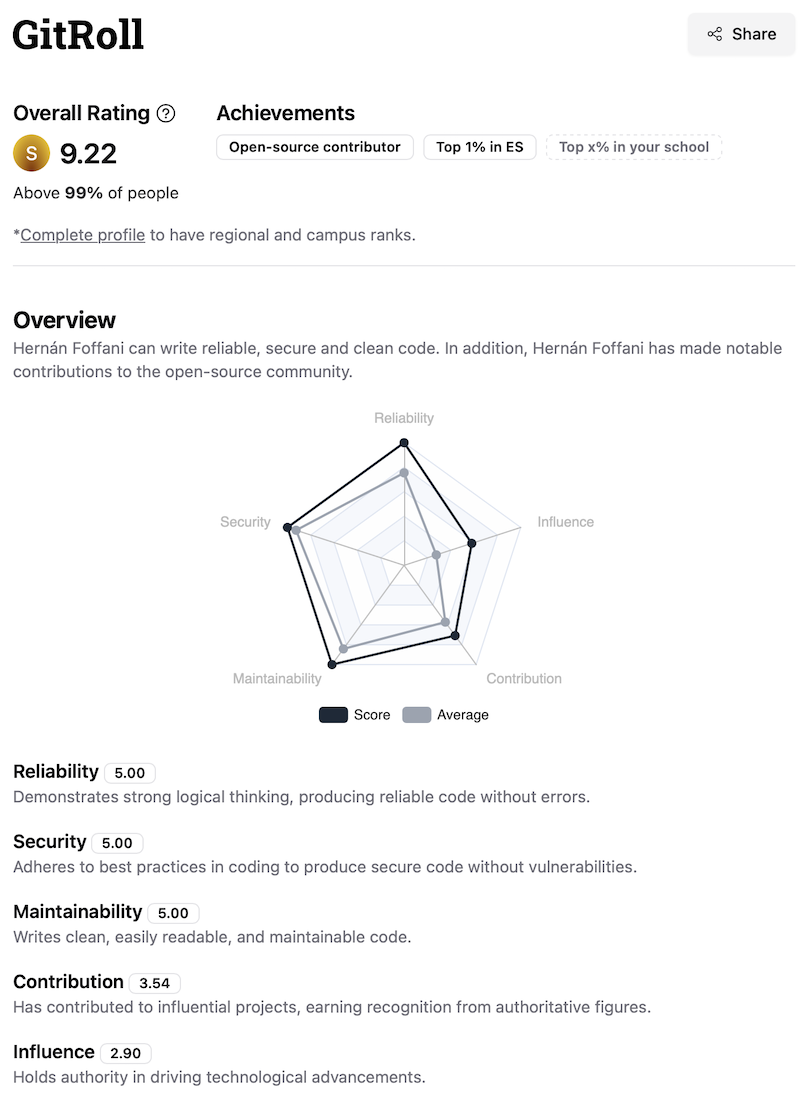 GitRoll
Share
Overall Rating ?
Achievements
S 9.22
Open-source contributor
Top 1% in ES
Top x% in your school
Above 99% of people
*Complete profile to have regional and campus ranks.
Overview
Hernán Foffani can write reliable, secure and clean code. In addition, Hernán Foffani has made notable
contributions to the open-source community.
Reliability
Security
Influence
Maintainability
Contribution
Score
Average
Reliability 5.00
Demonstrates strong logical thinking, producing reliable code without errors.
Security 5.00
Adheres to best practices in coding to produce secure code without vulnerabilities.
Maintainability 5.00
Writes clean, easily readable, and maintainable code.
Contribution 3.54
Has contributed to influential projects, earning recognition from authoritative figures.
Influence 2.90
Holds authority in driving technological advancements.